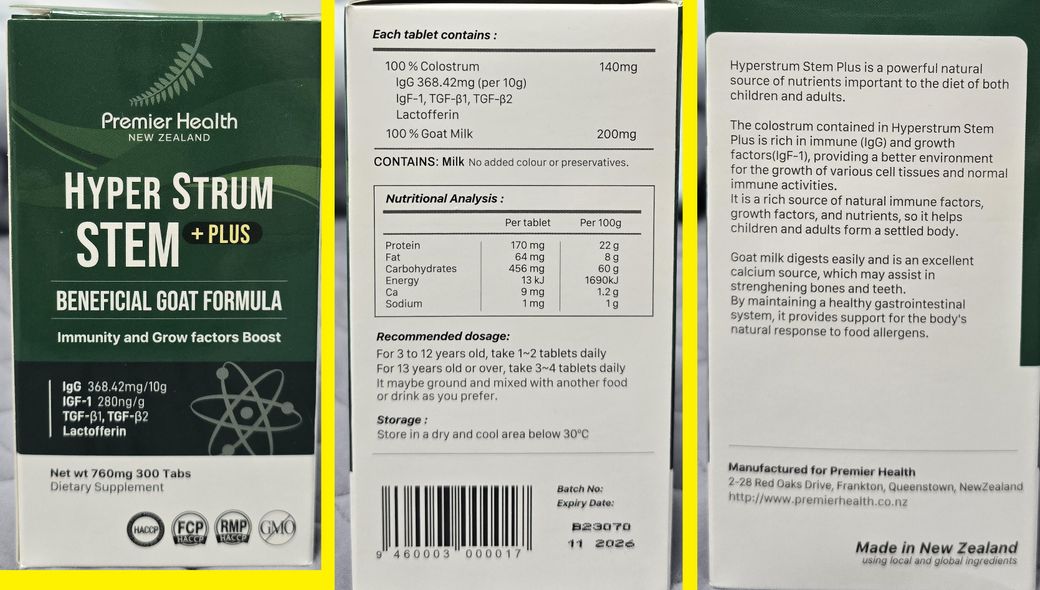 Premier Health
NEW ZEALAND
HYPER STRUM
STEM + PLUS
BENEFICIAL GOAT FORMULA
Immunity and Grow factors Boost
IgG 368.42mg/10g
IGF-1 280ng/g
TGF-β1, TGF-β2
Lactofferin
Net wt 760mg 300 Tabs
Dietary Supplement
HACCP
FCP
HACCP
RMP
HACCP
GMO
Each tablet contains :
100 % Colostrum 140mg
IgG 368.42mg (per 10g)
IgF-1, TGF-β1, TGF-β2
Lactofferin
100 % Goat Milk 200mg
CONTAINS: Milk No added colour or preservatives.
Nutritional Analysis :
Per tablet Per 100g
Protein 170 mg 22 g
Fat 64 mg 8 g
Carbohydrates 456 mg 60 g
Energy 13 kJ 1690kJ
Ca 9 mg 1.2 g
Sodium 1 mg 1 g
Recommended dosage:
For 3 to 12 years old, take 1~2 tablets daily
For 13 years old or over, take 3~4 tablets daily
It maybe ground and mixed with another food
or drink as you prefer.
Storage :
Store in a dry and cool area below 30°C
Batch No:
Expiry Date:
B23070
11 2026
9 460003 000017
Hyperstrum Stem Plus is a powerful natural
source of nutrients important to the diet of both
children and adults.
The colostrum contained in Hyperstrum Stem
Plus is rich in immune (IgG) and growth
factors(IgF-1), providing a better environment
for the growth of various cell tissues and normal
immune activities.
It is a rich source of natural immune factors,
growth factors, and nutrients, so it helps
children and adults form a settled body.
Goat milk digests easily and is an excellent
calcium source, which may assist in
strenghening bones and teeth.
By maintaining a healthy gastrointestinal
system, it provides support for the body's
natural response to food allergens.
Manufactured for Premier Health
2-28 Red Oaks Drive, Frankton, Queenstown, NewZealand
http://www.premierhealth.co.nz
Made in New Zealand
using local and global ingredients